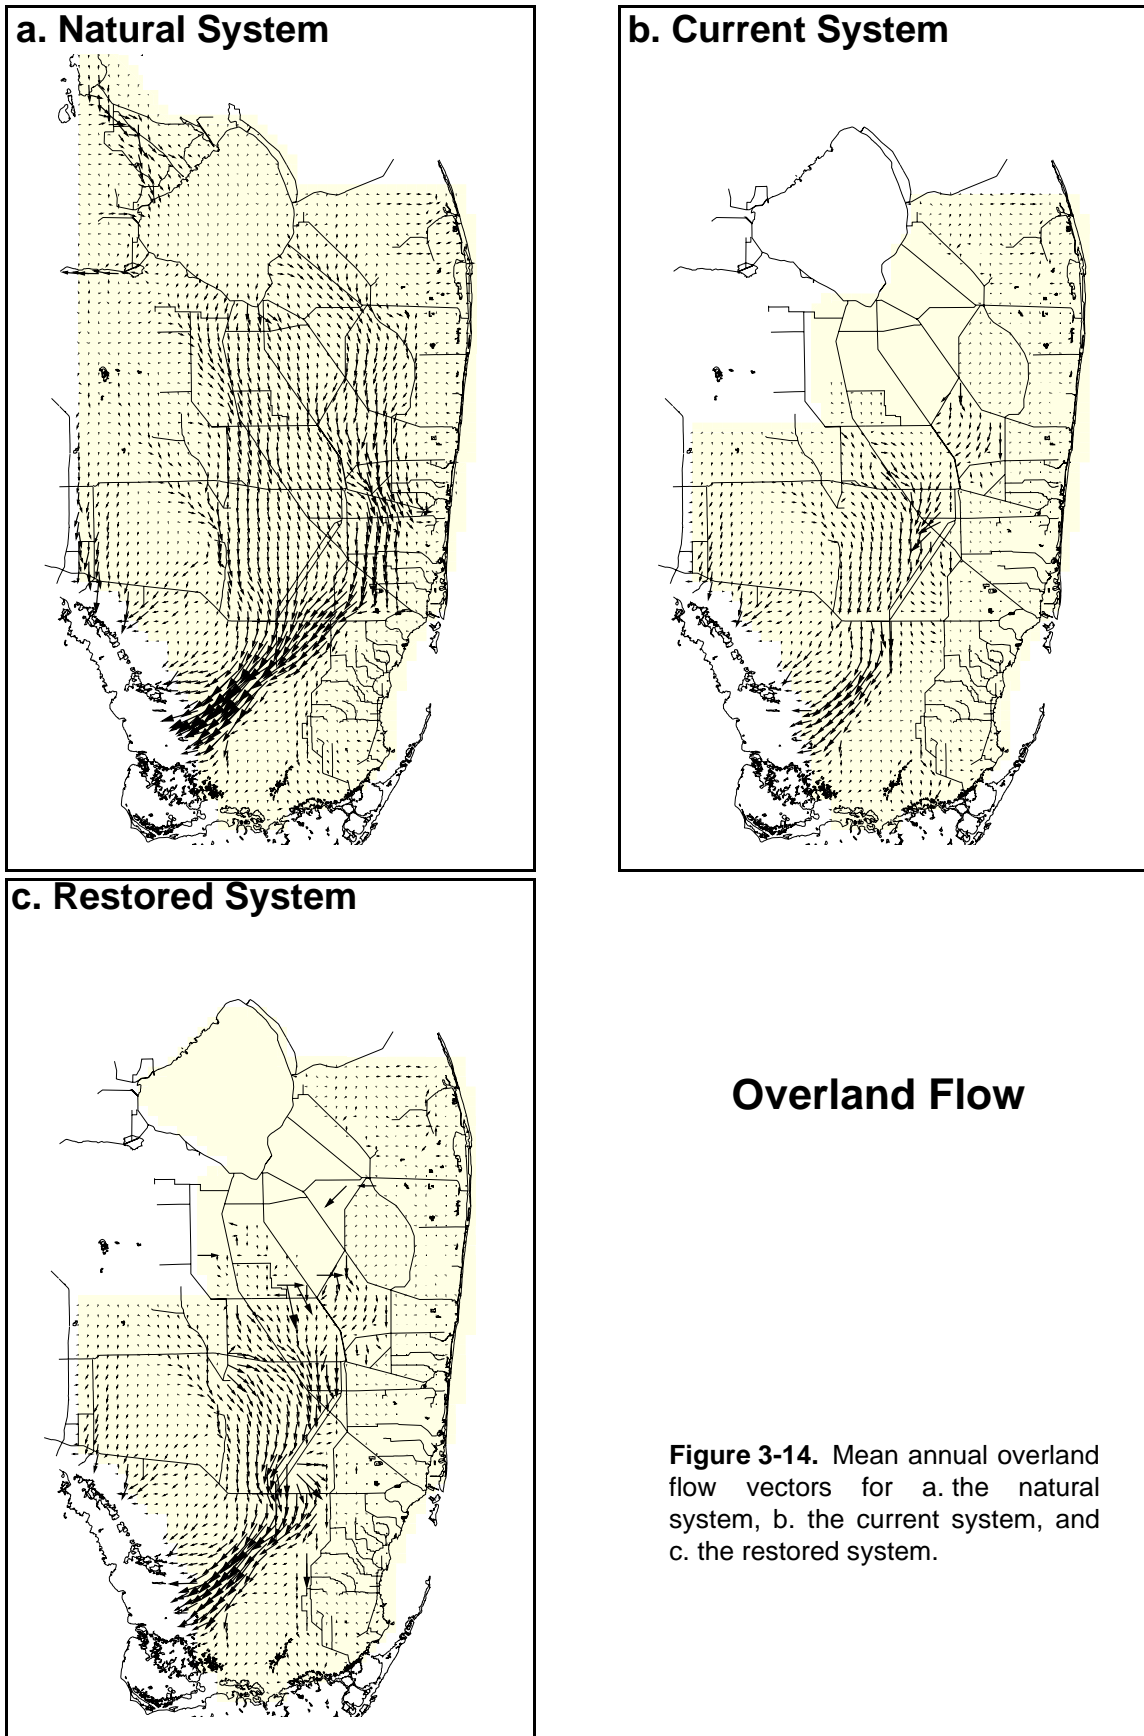 a. Natural System
b. Current System
c. Restored System
Overland Flow
Figure 3-14. Mean annual overland
flow vectors for a. the natural
system, b. the current system, and
c. the restored system.